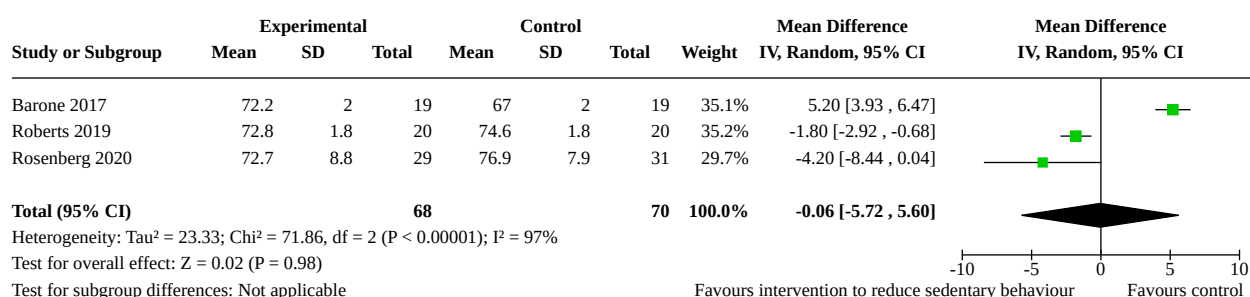 Experimental Control Mean Difference Mean Difference
Study or Subgroup Mean SD Total Mean SD Total Weight IV, Random, 95% CI IV, Random, 95% CI
Barone 2017 72.2 2 19 67 2 19 35.1% 5.20 [3.93 , 6.47]
Roberts 2019 72.8 1.8 20 74.6 1.8 20 35.2% -1.80 [-2.92 , -0.68]
Rosenberg 2020 72.7 8.8 29 76.9 7.9 31 29.7% -4.20 [-8.44 , 0.04]
Total (95% CI) 68 70 100.0% -0.06 [-5.72 , 5.60]
Heterogeneity: Tau² = 23.33; Chi² = 71.86, df = 2 (P < 0.00001); I² = 97%
Test for overall effect: Z = 0.02 (P = 0.98)
-10 -5 0 5 10
Test for subgroup differences: Not applicable Favours intervention to reduce sedentary behaviour Favours control